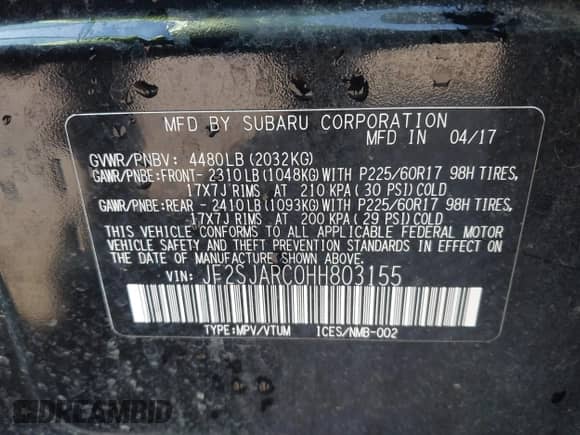 MFD BY SUBARU CORPORATION
MFD IN 04/17
GVWR/PNBV: 4480LB (2032KG)
GAWR/PNBE:FRONT- 2310LB (1048KG) WITH P225/60R17 98H TIRES,
17X7J RIMS AT 210 KPA ( 30 PSI) COLD
GAWR/PNBE:REAR - 2410LB (1093KG) WITH P225/60R17 98H TIRES,
17X7J RIMS AT 200 KPA ( 29 PSI) COLD
THIS VEHICLE CONFORMS TO ALL APPLICABLE FEDERAL MOTOR
VEHICLE SAFETY AND THEFT PREVENTION STANDARDS IN EFFECT
ON THE DATE OF MANUFACTURE SHOWN ABOVE.
VIN: JF2SJARC0HH803155
TYPE:MPV/VTUM ICES/NMB-002
DREAMBID